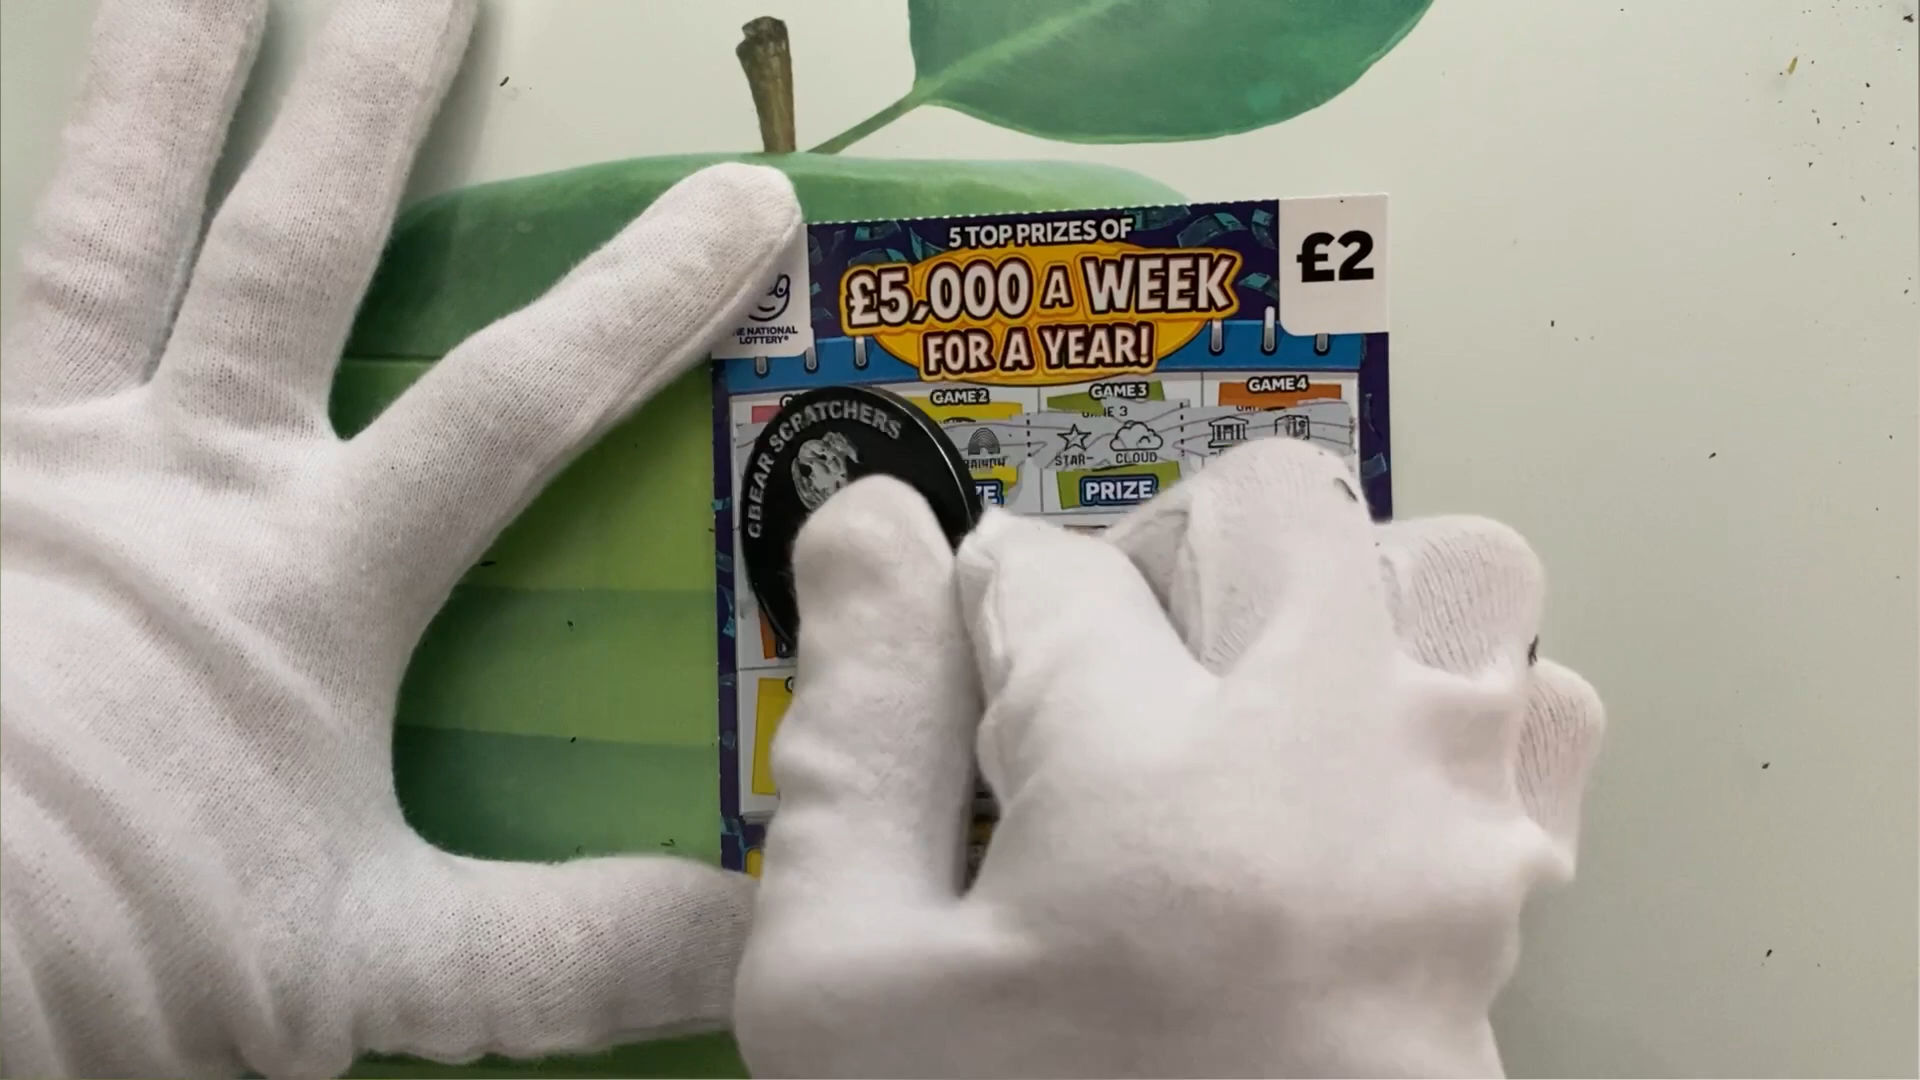 5 TOP PRIZES OF
£5,000 A WEEK
FOR A YEAR!
£2
NATIONAL
LOTTERY®
GAME 2
GAME 3
GAME 4
GAME 3
STAR
CLOUD
PRIZE
CBEAR SCRATCHERS